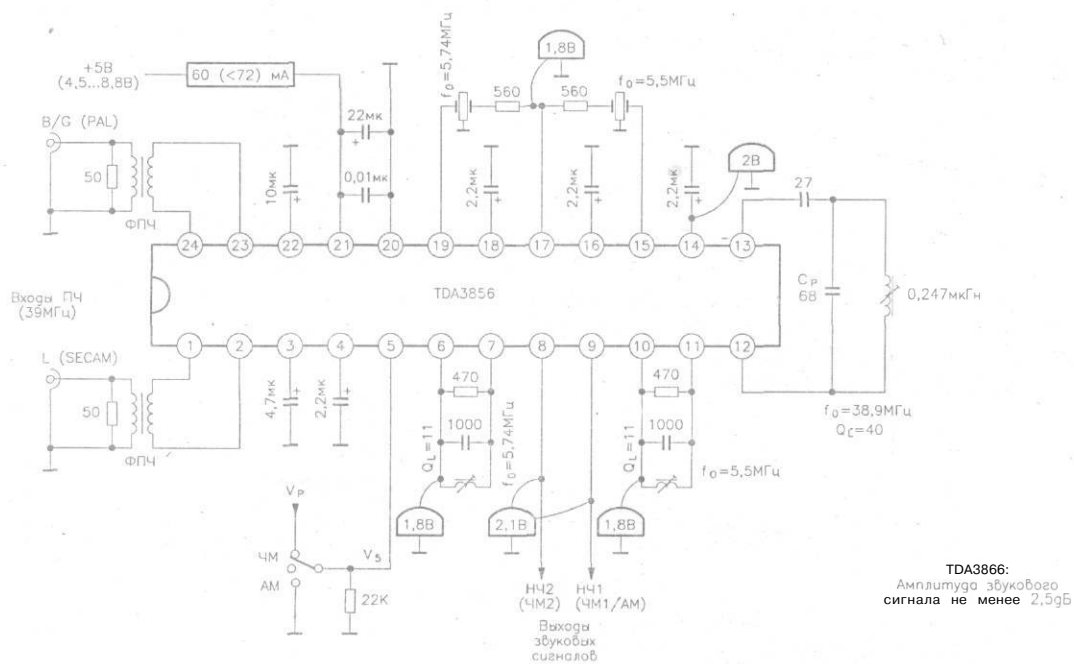 +5В
(4,5...8,8В)
60 (<72) мА
B/G (PAL)
50
ФПЧ
22мк
+
0,01мк
10мк
+
f₀=5,74МГц
560
1,8В
560
f₀=5,5МГц
2,2мк
+
2,2мк
+
2,2мк
+
2В
27
24
23
22
21
20
19
18
17
16
15
14
13
TDA3856
Входы ПЧ
(39МГц)
Cₚ
68
0,247мкГн
1
2
3
4
5
6
7
8
9
10
11
12
L (SECAM)
50
ФПЧ
4,7мк
+
2,2мк
+
470
1000
Q_L=11
f₀=5,74МГц
1,8В
2,1В
470
1000
Q_L=11
f₀=5,5МГц
1,8В
f₀=38,9МГц
Q_L=40
Vₚ
ЧМ
АМ
V₅
22К
НЧ2
(ЧМ2)
НЧ1
(ЧМ1/АМ)
Выходы
звуковых
сигналов
TDA3866:
Амплитуда звукового
сигнала не менее 2,5дБ